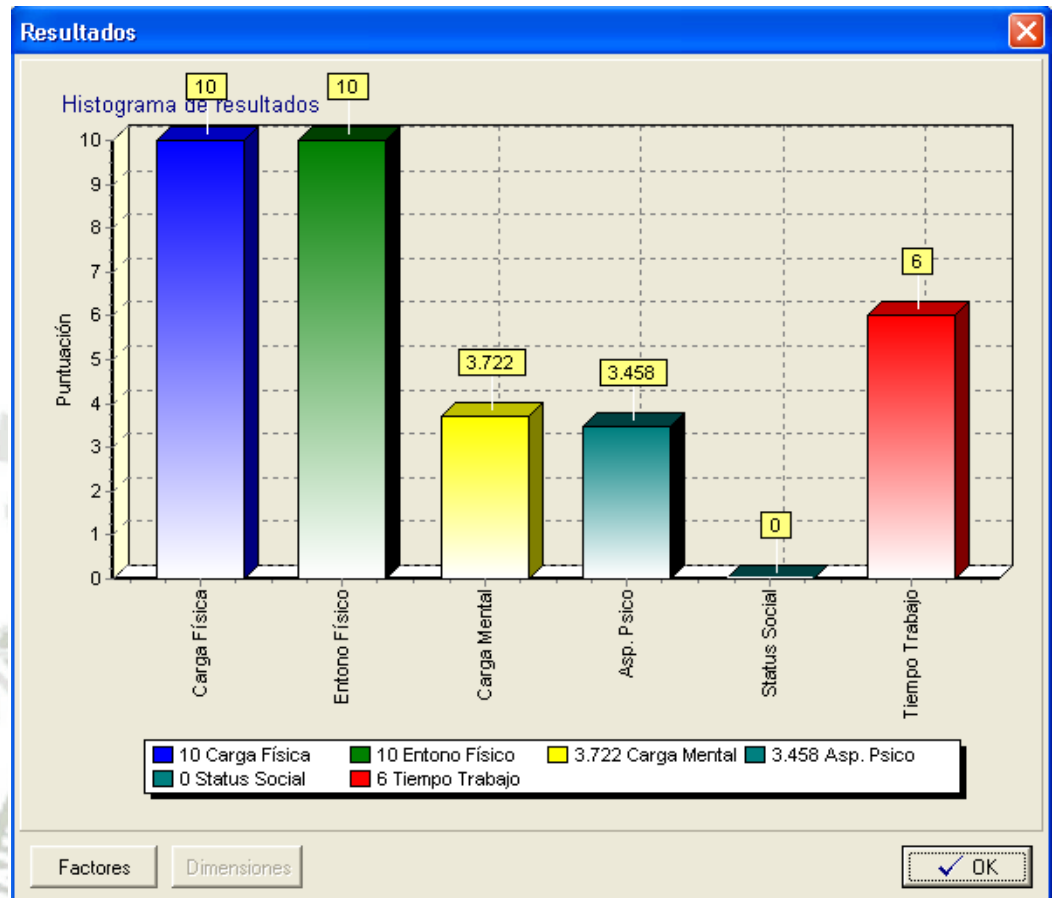 Resultados
Histograma de resultados
10
10
3.722
3.458
0
6
Puntuación
10
9
8
7
6
5
4
3
2
1
0
Carga Física
Entono Físico
Carga Mental
Asp. Psico
Status Social
Tiempo Trabajo
10 Carga Física
10 Entono Físico
3.722 Carga Mental
3.458 Asp. Psico
0 Status Social
6 Tiempo Trabajo
Factores
Dimensiones
OK